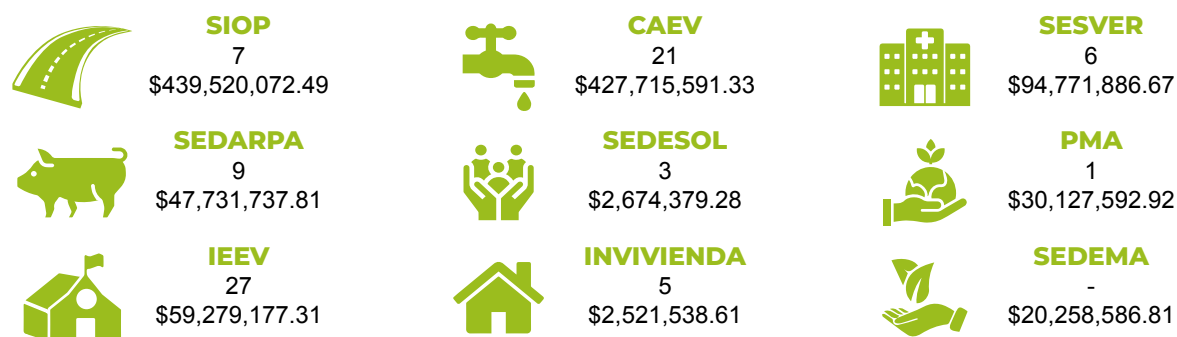 SIOP
7
$439,520,072.49
CAEV
21
$427,715,591.33
SESVER
6
$94,771,886.67
SEDARPA
9
$47,731,737.81
SEDESOL
3
$2,674,379.28
PMA
1
$30,127,592.92
IEEV
27
$59,279,177.31
INVIVIENDA
5
$2,521,538.61
SEDEMA
-
$20,258,586.81